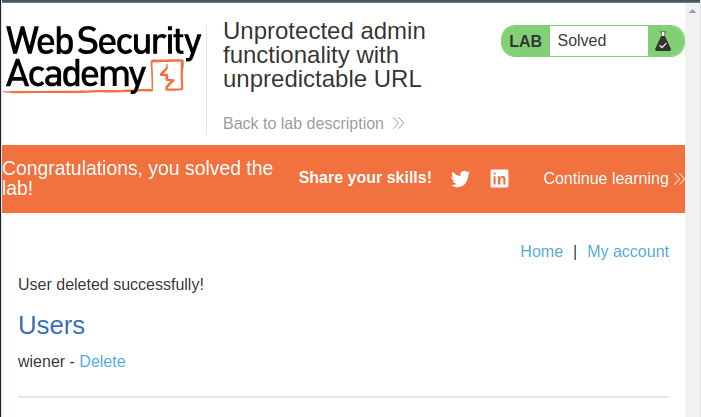 Web Security
Academy
Unprotected admin
functionality with
unpredictable URL
LAB Solved
Back to lab description
Congratulations, you solved the
lab!
Share your skills!
Continue learning
Home | My account
User deleted successfully!
Users
wiener - Delete